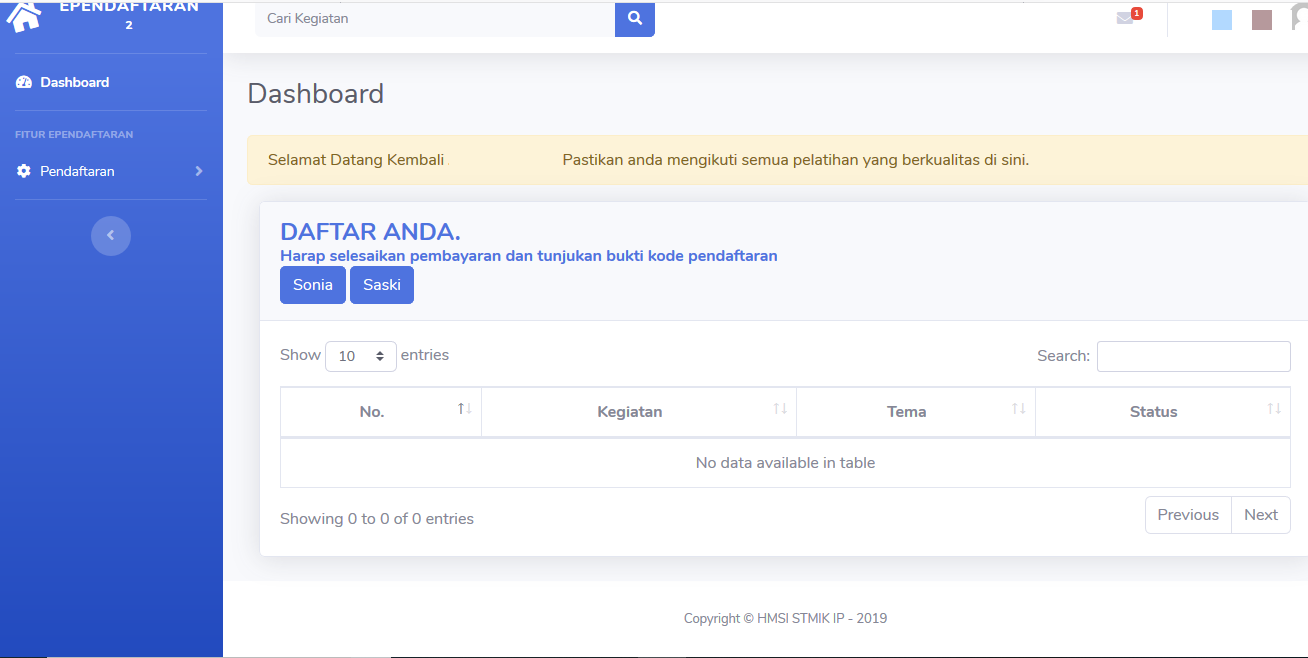 EPENDAFTARAN
2
Cari Kegiatan
1
Dashboard
FITUR EPENDAFTARAN
Pendaftaran
Dashboard
Selamat Datang Kembali Pastikan anda mengikuti semua pelatihan yang berkualitas di sini.
DAFTAR ANDA.
Harap selesaikan pembayaran dan tunjukan bukti kode pendaftaran
Sonia Saski
Show 10 entries Search:
No. Kegiatan Tema Status
No data available in table
Showing 0 to 0 of 0 entries
Previous Next
Copyright © HMSI STMIK IP - 2019